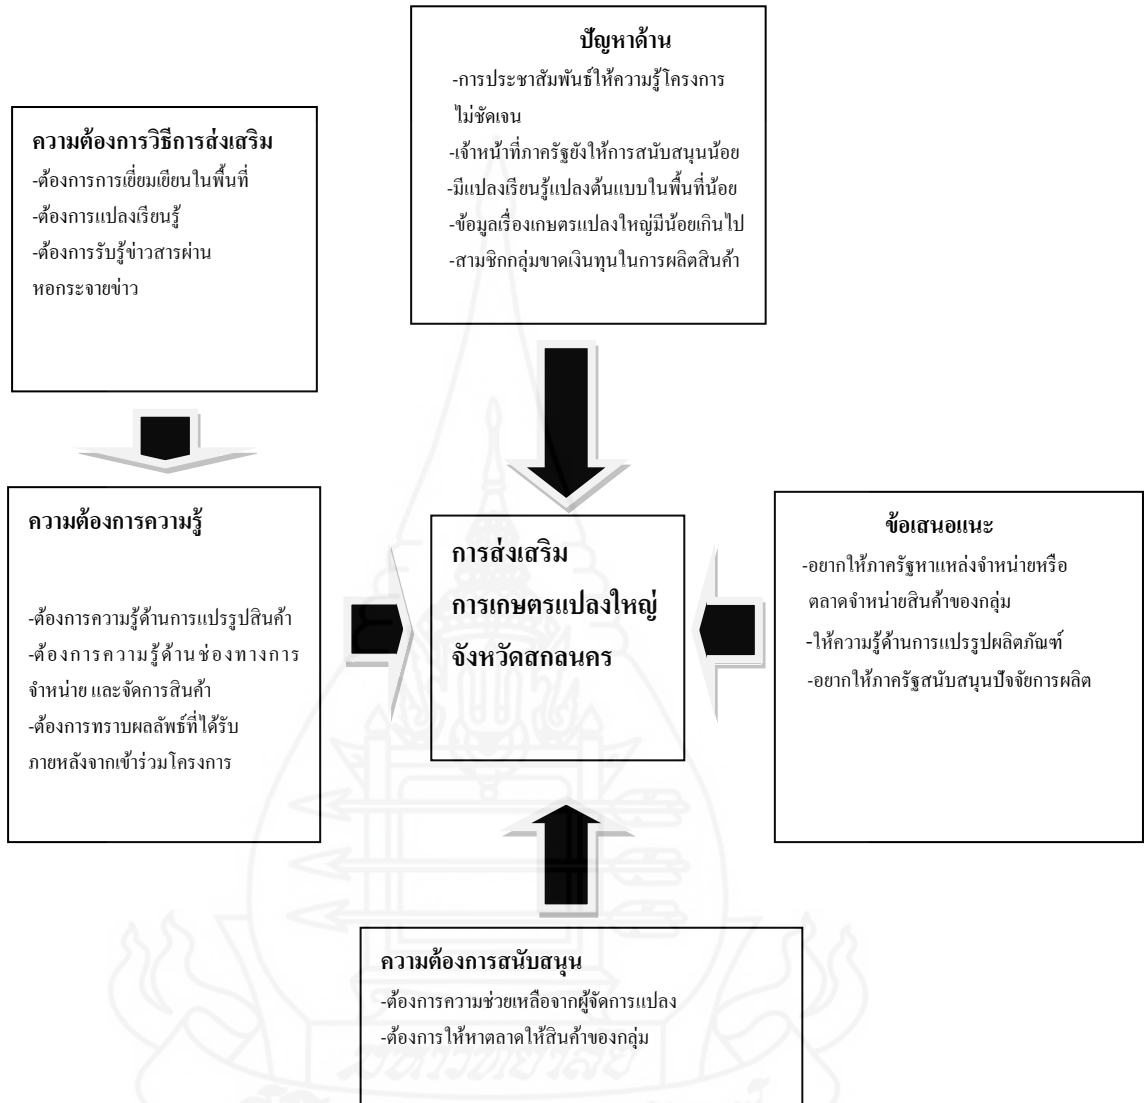 ปัญหาด้าน
-การประชาสัมพันธ์ให้ความรู้โครงการ
ไม่ชัดเจน
-เจ้าหน้าที่ภาครัฐยังให้การสนับสนุนน้อย
-มีแปลงเรียนรู้แปลงต้นแบบในพื้นที่น้อย
-ข้อมูลเรื่องเกษตรแปลงใหญ่มีน้อยเกินไป
-สามชิกกลุ่มขาดเงินทุนในการผลิตสินค้า
ความต้องการวิธีการส่งเสริม
-ต้องการการเยี่ยมเยียนในพื้นที่
-ต้องการแปลงเรียนรู้
-ต้องการรับรู้ข่าวสารผ่าน
หอกระจายข่าว
ความต้องการความรู้
-ต้องการความรู้ด้านการแปรรูปสินค้า
-ต้องการความรู้ด้านช่องทางการ
จำหน่าย และจัดการสินค้า
-ต้องการทราบผลลัพธ์ที่ได้รับ
ภายหลังจากเข้าร่วมโครงการ
การส่งเสริม
การเกษตรแปลงใหญ่
จังหวัดสกลนคร
ข้อเสนอแนะ
-อยากให้ภาครัฐหาแหล่งจำหน่ายหรือ
ตลาดจำหน่ายสินค้าของกลุ่ม
-ให้ความรู้ด้านการแปรรูปผลิตภัณฑ์
-อยากให้ภาครัฐสนับสนุนปัจจัยการผลิต
ความต้องการสนับสนุน
-ต้องการความช่วยเหลือจากผู้จัดการแปลง
-ต้องการให้หาตลาดให้สินค้าของกลุ่ม